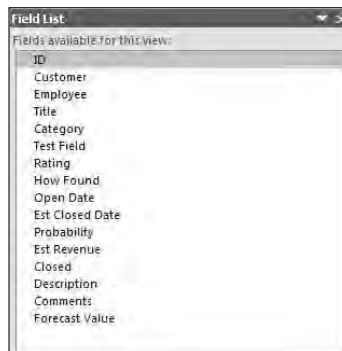 Field List
Fields available for this view:
ID
Customer
Employee
Title
Category
Test Field
Rating
How Found
Open Date
Est Closed Date
Probability
Est Revenue
Closed
Description
Comments
Forecast Value